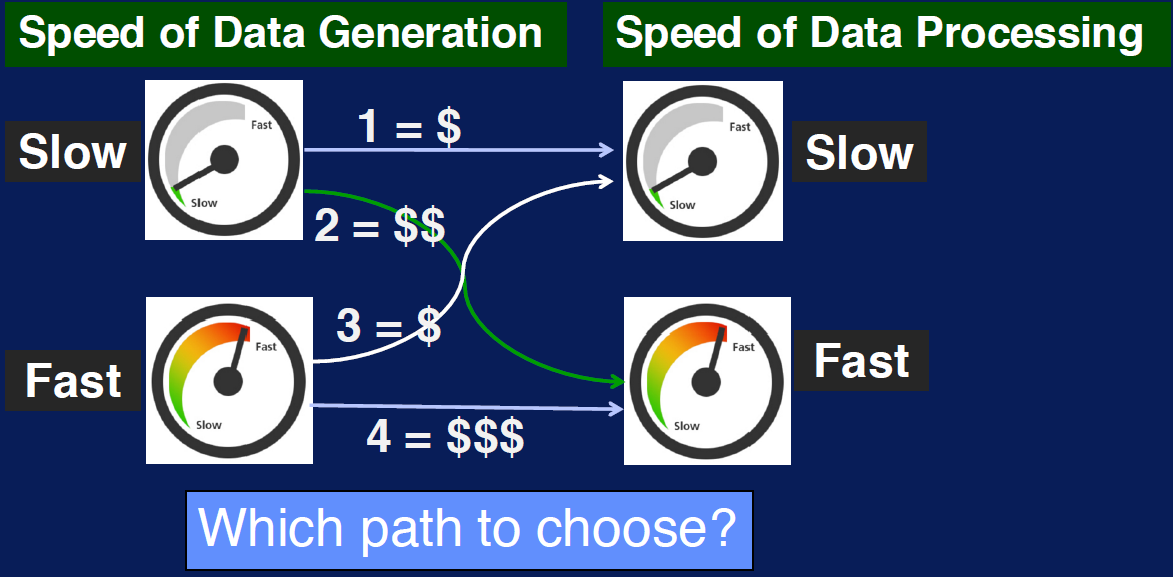 Speed of Data Generation
Speed of Data Processing
Slow
Fast
Slow
1 = $
Fast
Slow
Slow
2 = $$
3 = $
Fast
Fast
Slow
4 = $$$
Fast
Slow
Fast
Which path to choose?